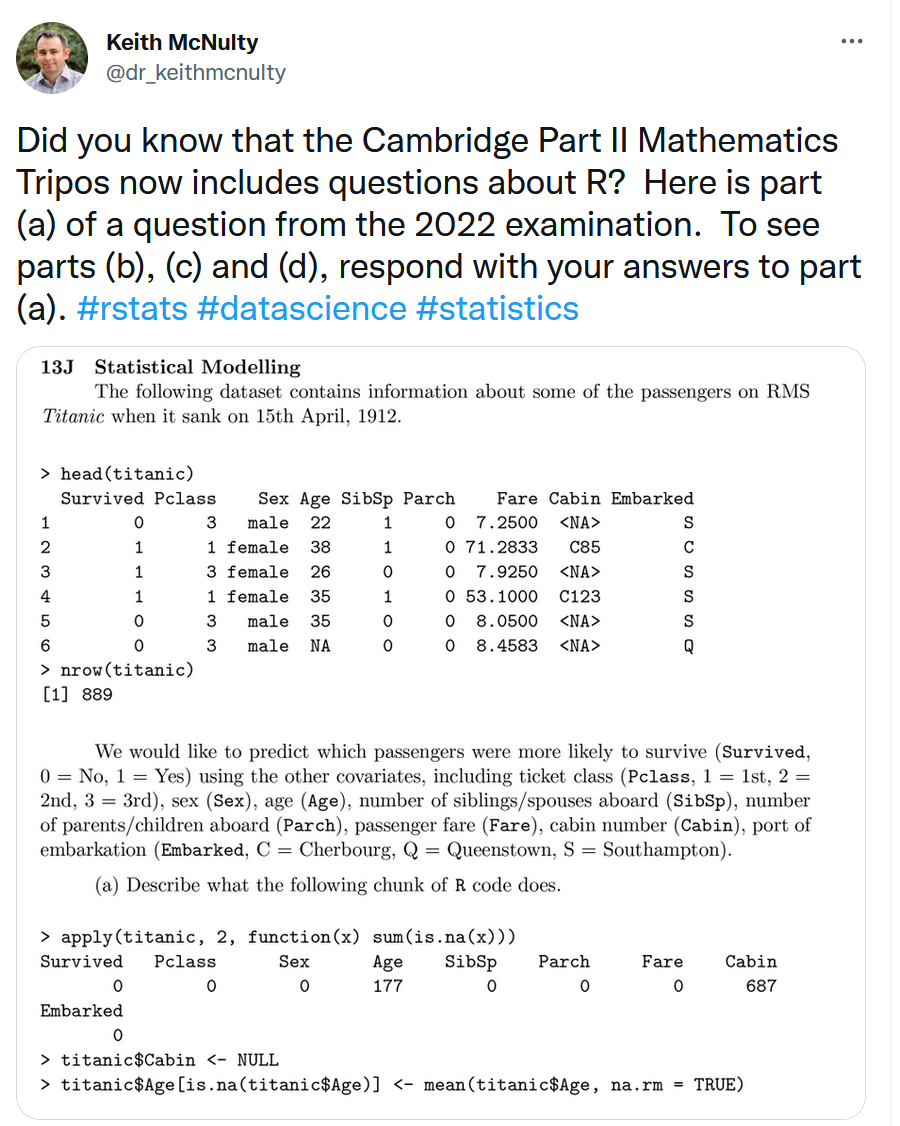 Keith McNulty
@dr_keithmcnulty
Did you know that the Cambridge Part II Mathematics
Tripos now includes questions about R?  Here is part
(a) of a question from the 2022 examination.  To see
parts (b), (c) and (d), respond with your answers to part
(a). #rstats #datascience #statistics
13J  Statistical Modelling
The following dataset contains information about some of the passengers on RMS
Titanic when it sank on 15th April, 1912.
> head(titanic)
  Survived Pclass    Sex Age SibSp Parch    Fare Cabin Embarked
1        0      3   male  22     1     0  7.2500  <NA>        S
2        1      1 female  38     1     0 71.2833   C85        C
3        1      3 female  26     0     0  7.9250  <NA>        S
4        1      1 female  35     1     0 53.1000  C123        S
5        0      3   male  35     0     0  8.0500  <NA>        S
6        0      3   male  NA     0     0  8.4583  <NA>        Q
> nrow(titanic)
[1] 889
We would like to predict which passengers were more likely to survive (Survived,
0 = No, 1 = Yes) using the other covariates, including ticket class (Pclass, 1 = 1st, 2 =
2nd, 3 = 3rd), sex (Sex), age (Age), number of siblings/spouses aboard (SibSp), number
of parents/children aboard (Parch), passenger fare (Fare), cabin number (Cabin), port of
embarkation (Embarked, C = Cherbourg, Q = Queenstown, S = Southampton).
(a) Describe what the following chunk of R code does.
> apply(titanic, 2, function(x) sum(is.na(x)))
Survived   Pclass      Sex      Age    SibSp    Parch     Fare    Cabin
       0        0        0      177        0        0        0      687
Embarked
       0
> titanic$Cabin <- NULL
> titanic$Age[is.na(titanic$Age)] <- mean(titanic$Age, na.rm = TRUE)